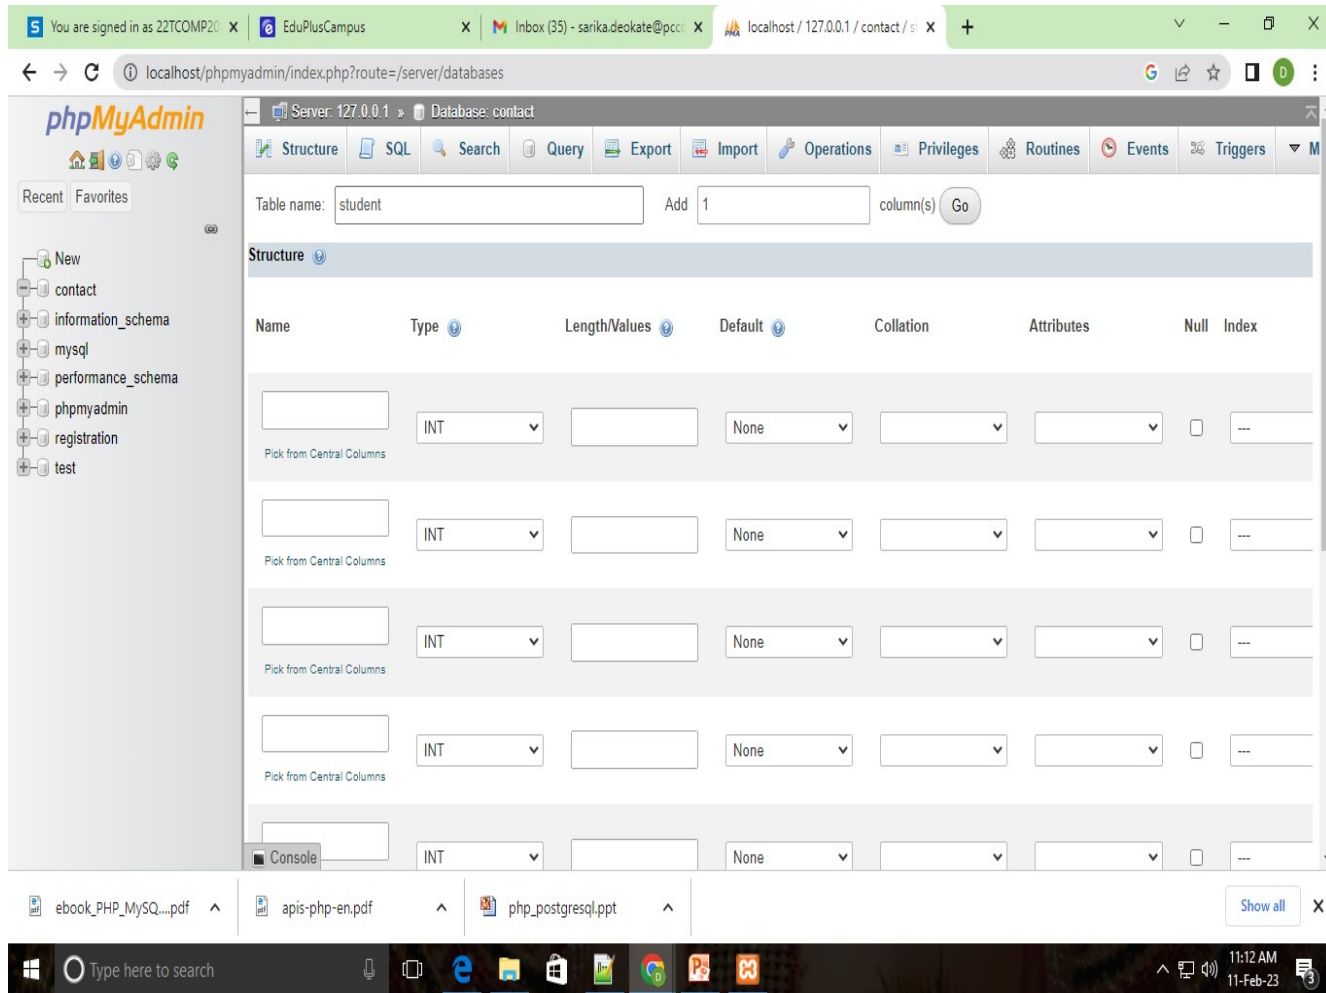 You are signed in as 22TCOMP20
EduPlusCampus
Inbox (35) - sarika.deokate@pccc
localhost / 127.0.0.1 / contact / st
localhost/phpmyadmin/index.php?route=/server/databases
phpMyAdmin
Recent Favorites
New
contact
information_schema
mysql
performance_schema
phpmyadmin
registration
test
Server: 127.0.0.1 » Database: contact
Structure SQL Search Query Export Import Operations Privileges Routines Events Triggers M
Table name: student Add 1 column(s) Go
Structure
Name Type Length/Values Default Collation Attributes Null Index
INT None ---
Pick from Central Columns
INT None ---
Pick from Central Columns
INT None ---
Pick from Central Columns
INT None ---
Pick from Central Columns
INT None ---
Console
ebook_PHP_MySQ....pdf apis-php-en.pdf php_postgresql.ppt Show all
Type here to search
11:12 AM
11-Feb-23
3